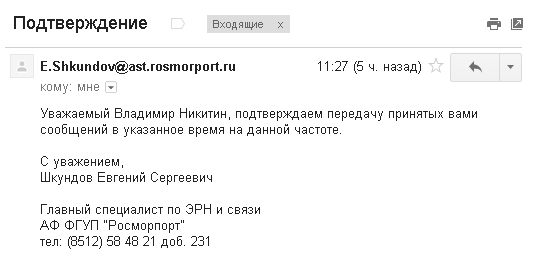 Подтверждение
Входящие x
E.Shkundov@ast.rosmorport.ru 11:27 (5 ч. назад)
кому: мне
Уважаемый Владимир Никитин, подтверждаем передачу принятых вами
сообщений в указанное время на данной частоте.
С уважением,
Шкундов Евгений Сергеевич
Главный специалист по ЭРН и связи
АФ ФГУП "Росморпорт"
тел: (8512) 58 48 21 доб. 231